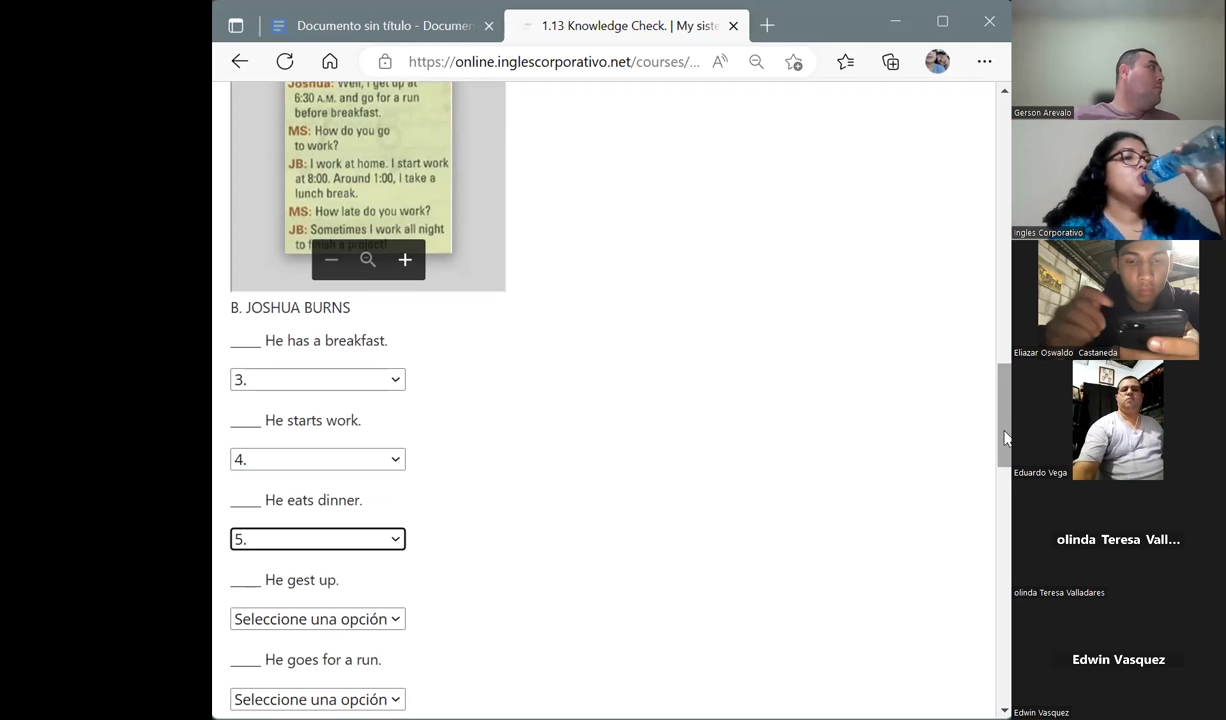 Documento sin título - Documen
1.13 Knowledge Check. | My siste
https://online.inglescorporativo.net/courses/...
Joshua: Well, I get up at
6:30 A.M. and go for a run
before breakfast.
MS: How do you go
to work?
JB: I work at home. I start work
at 8:00. Around 1:00, I take a
lunch break.
MS: How late do you work?
JB: Sometimes I work all night
to finish a project!
B. JOSHUA BURNS
____ He has a breakfast.
3.
____ He starts work.
4.
____ He eats dinner.
5.
____ He gest up.
Seleccione una opción
____ He goes for a run.
Seleccione una opción
Gerson Arevalo
Ingles Corporativo
Eliazar Oswaldo Castaneda
Eduardo Vega
olinda Teresa Vall...
olinda Teresa Valladares
Edwin Vasquez
Edwin Vasquez